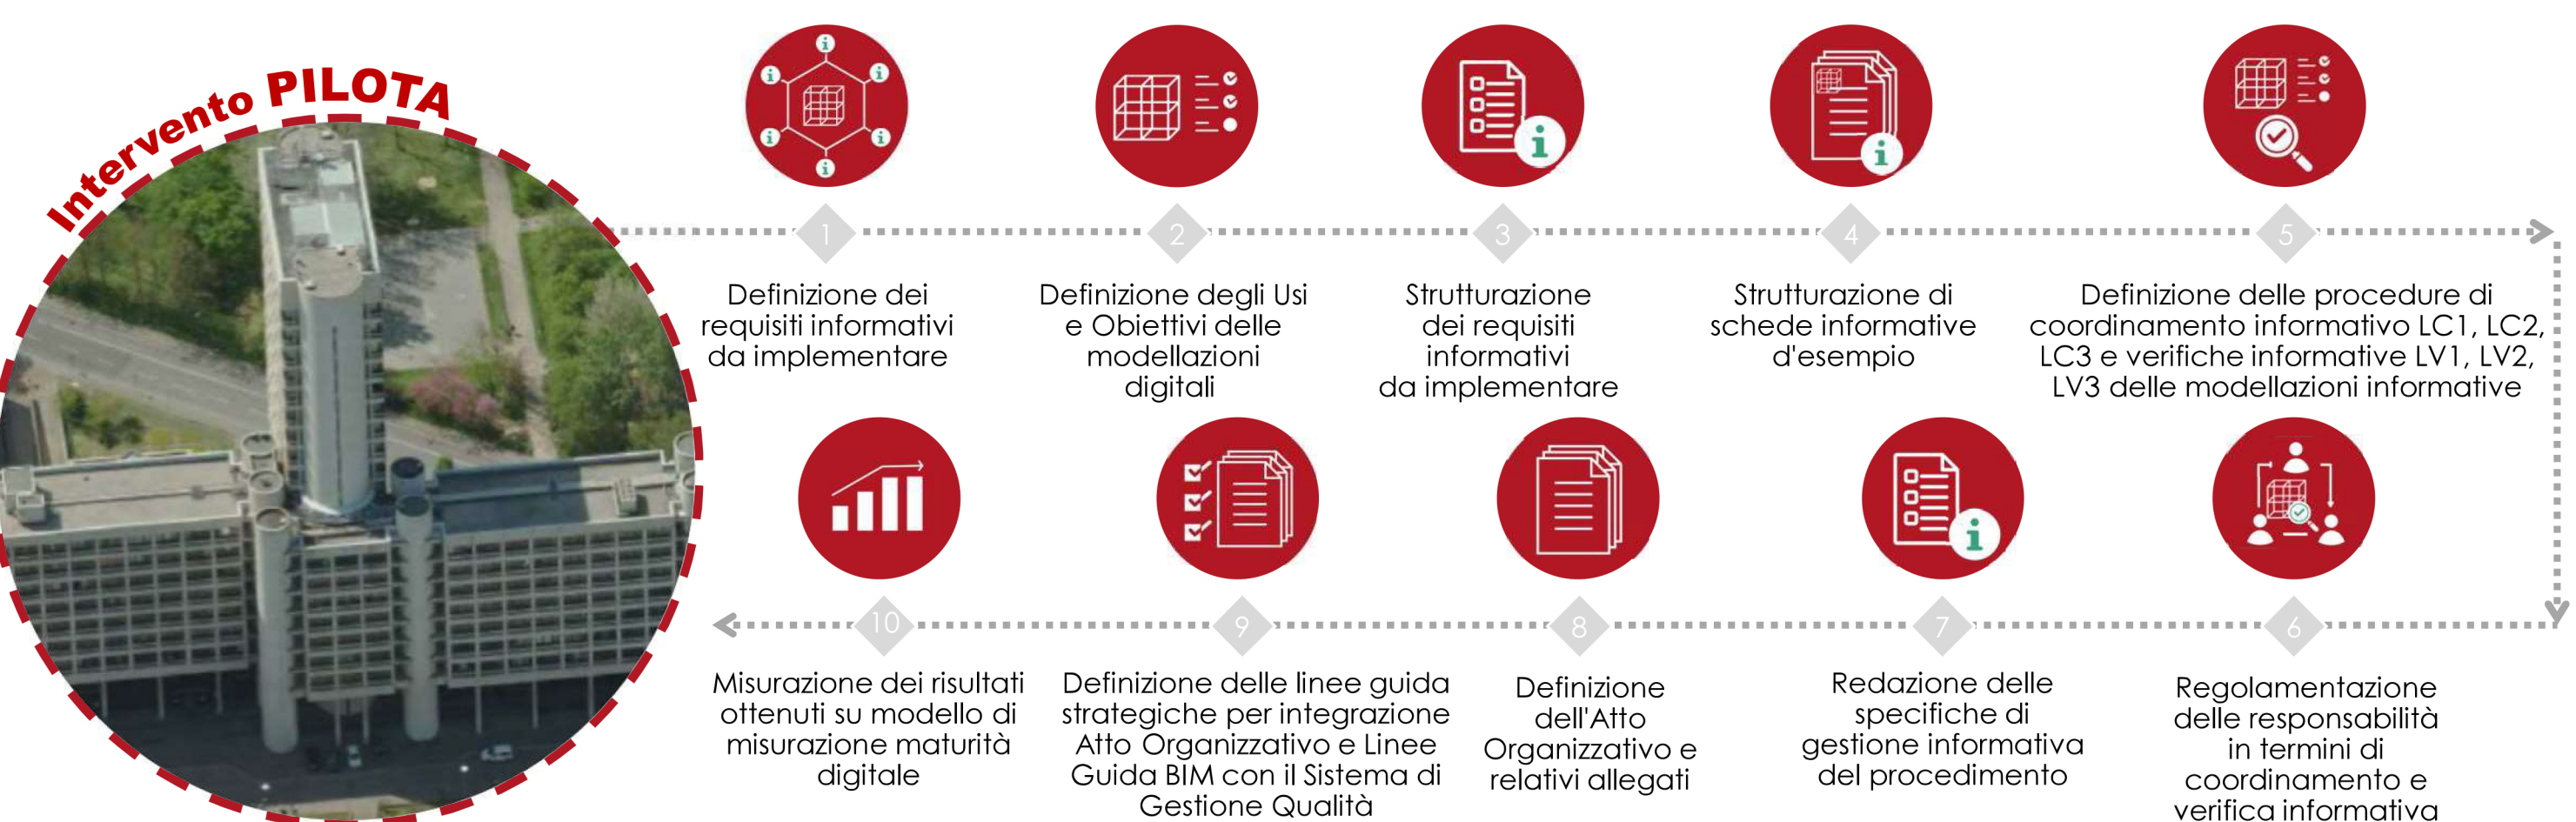 Intervento PILOTA
1
Definizione dei
requisiti informativi
da implementare
2
Definizione degli Usi
e Obiettivi delle
modellazioni
digitali
3
Strutturazione
dei requisiti
informativi
da implementare
4
Strutturazione di
schede informative
d'esempio
5
Definizione delle procedure di
coordinamento informativo LC1, LC2,
LC3 e verifiche informative LV1, LV2,
LV3 delle modellazioni informative
6
Regolamentazione
delle responsabilità
in termini di
coordinamento e
verifica informativa
7
Redazione delle
specifiche di
gestione informativa
del procedimento
8
Definizione
dell'Atto
Organizzativo e
relativi allegati
9
Definizione delle linee guida
strategiche per integrazione
Atto Organizzativo e Linee
Guida BIM con il Sistema di
Gestione Qualità
10
Misurazione dei risultati
ottenuti su modello di
misurazione maturità
digitale